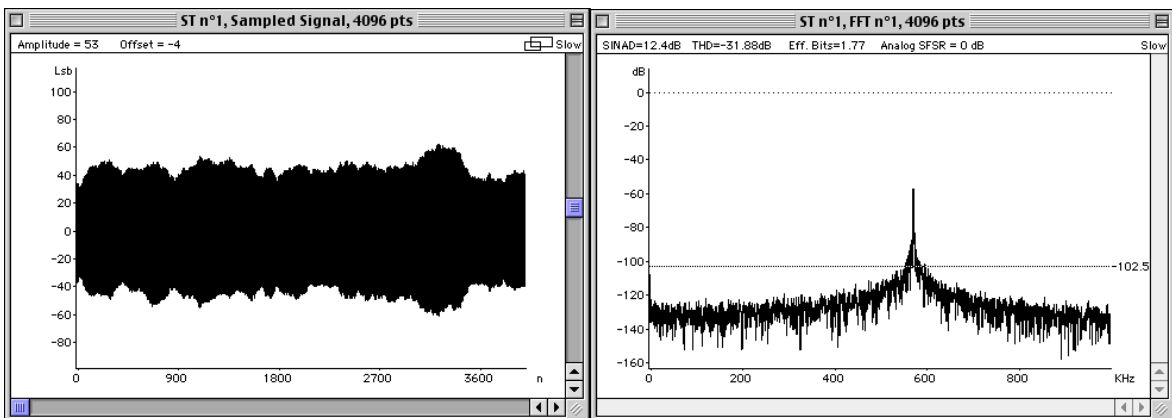 ST n°1, Sampled Signal, 4096 pts
Amplitude = 53 Offset = -4 Slow
Lsb
100
80
60
40
20
0
-20
-40
-60
-80
0 900 1800 2700 3600 n
ST n°1, FFT n°1, 4096 pts
SINAD=12.4dB THD=-31.88dB Eff. Bits=1.77 Analog SFSR = 0 dB Slow
dB
0
-20
-40
-60
-80
-100
-102.5
-120
-140
-160
0 200 400 600 800 KHz